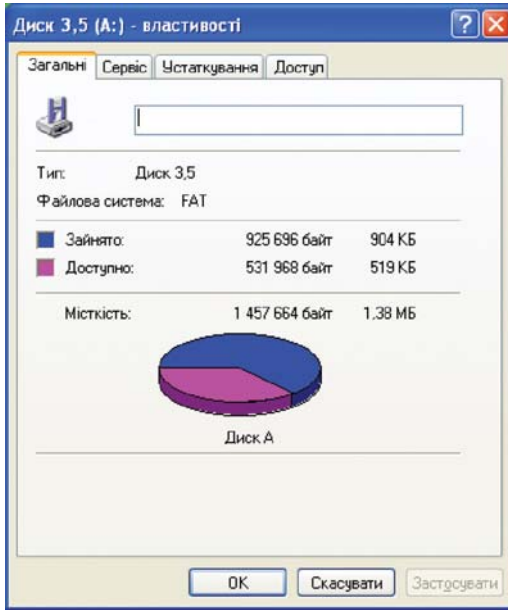 Диск 3,5 (A:) - властивості
Загальні Сервіс Устаткування Доступ
Тип: Диск 3,5
Файлова система: FAT
Зайнято: 925 696 байт 904 КБ
Доступно: 531 968 байт 519 КБ
Місткість: 1 457 664 байт 1,38 МБ
Диск A
OK Скасувати Застосувати